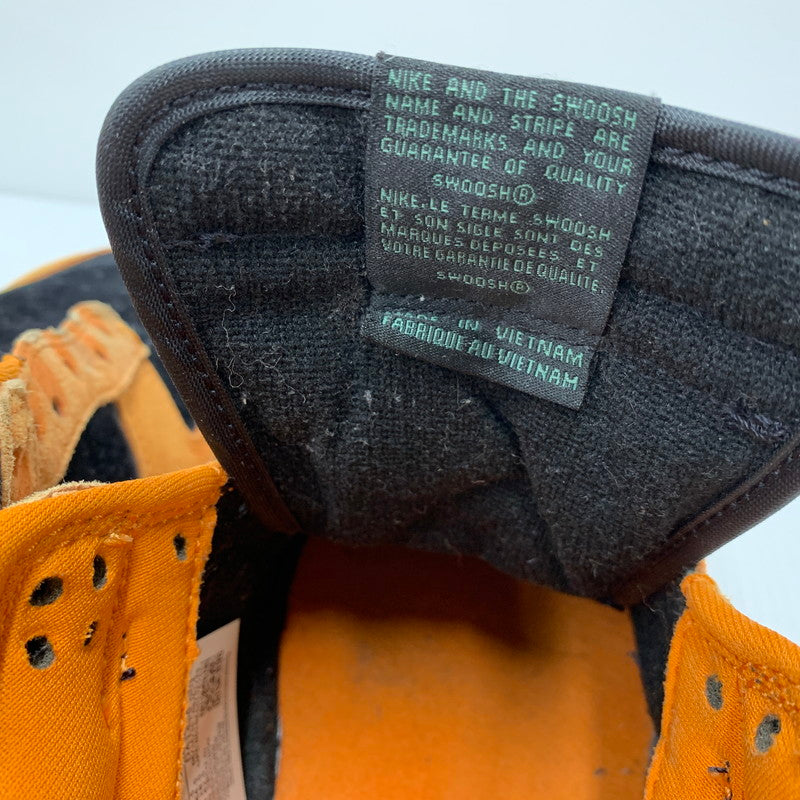 NIKE AND THE SWOOSH
NAME AND STRIPE ARE
TRADEMARKS AND YOUR
GUARANTEE OF QUALITY
SWOOSH®
NIKE.LE TERME SWOOSH
ET SON SIGLE SONT DES
MARQUES DEPOSEES ET
VOTRE GARANTIE DE QUALITE.
SWOOSH®
MADE IN VIETNAM
FABRIQUE AU VIETNAM